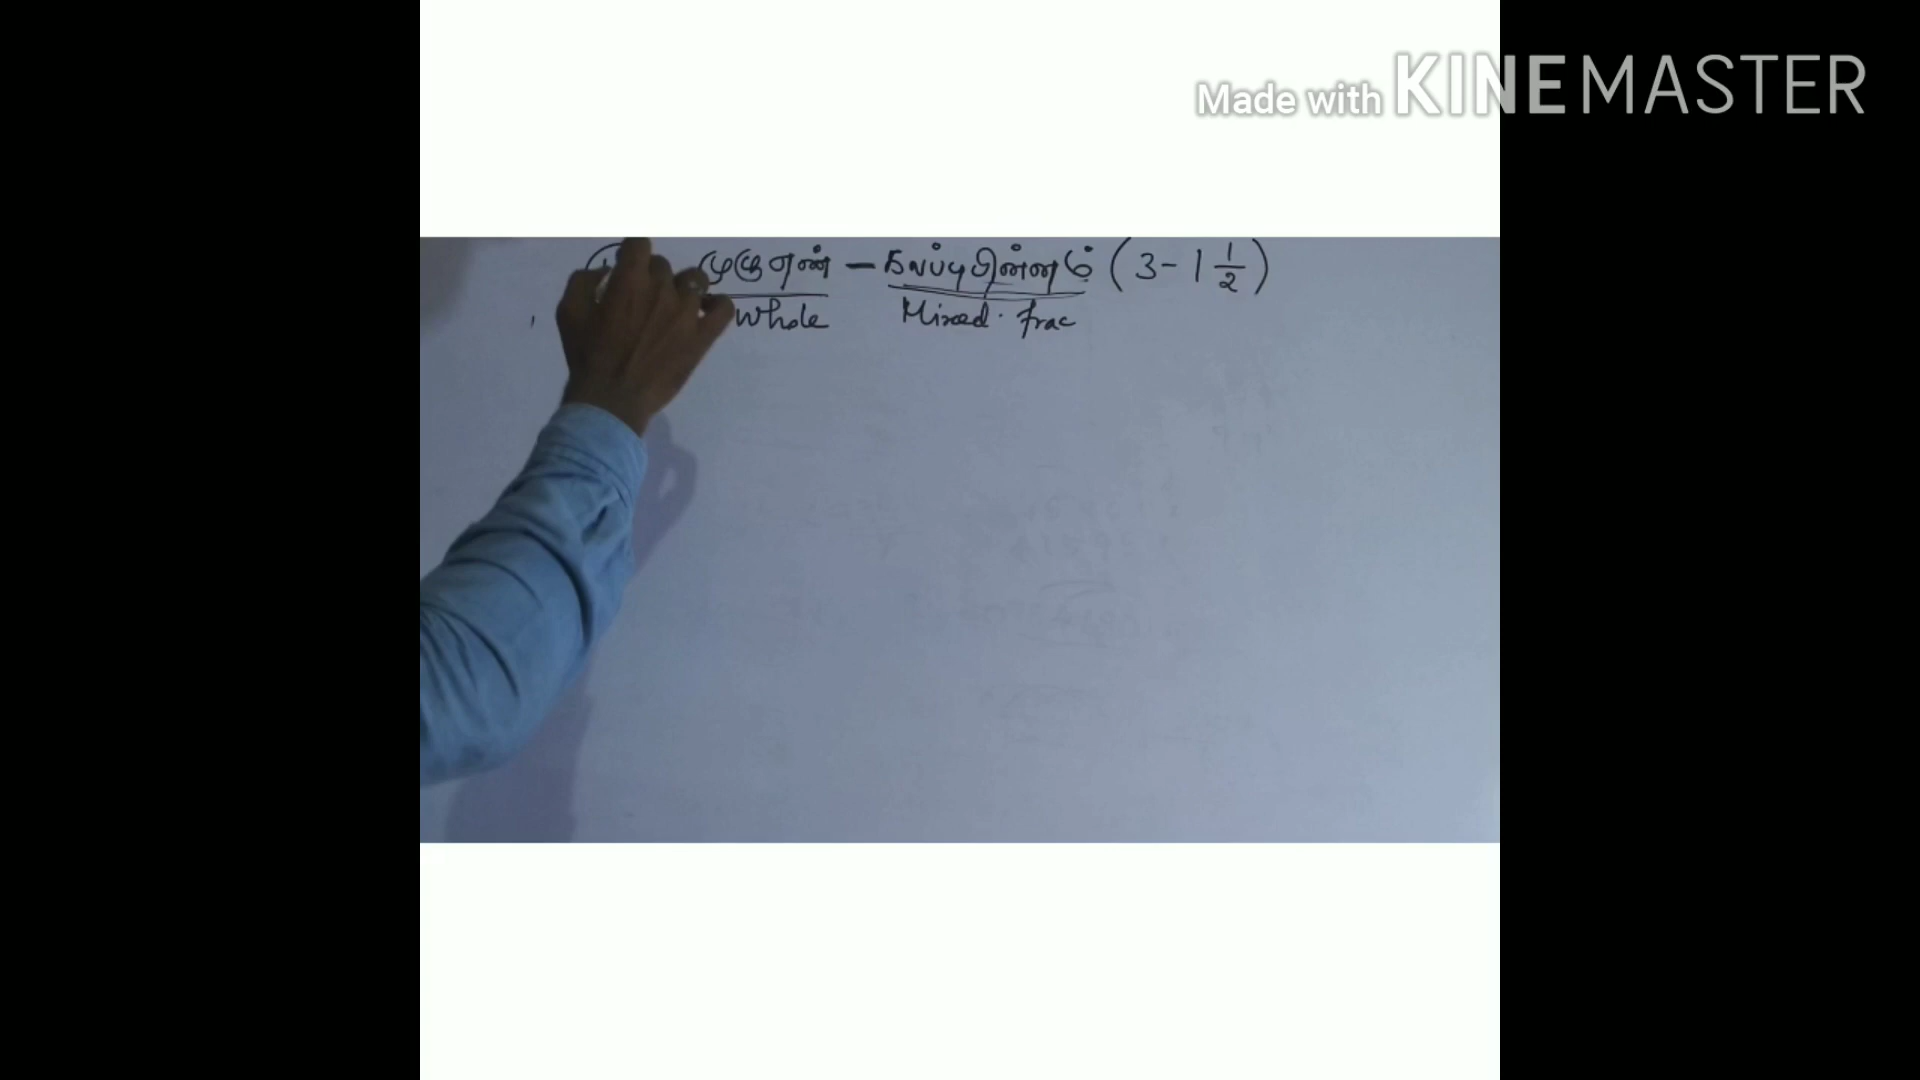 Made with KINEMASTER
முழு எண் – கலப்பு பின்னம் (3 - 1 1/2)
Whole Mixed. frac